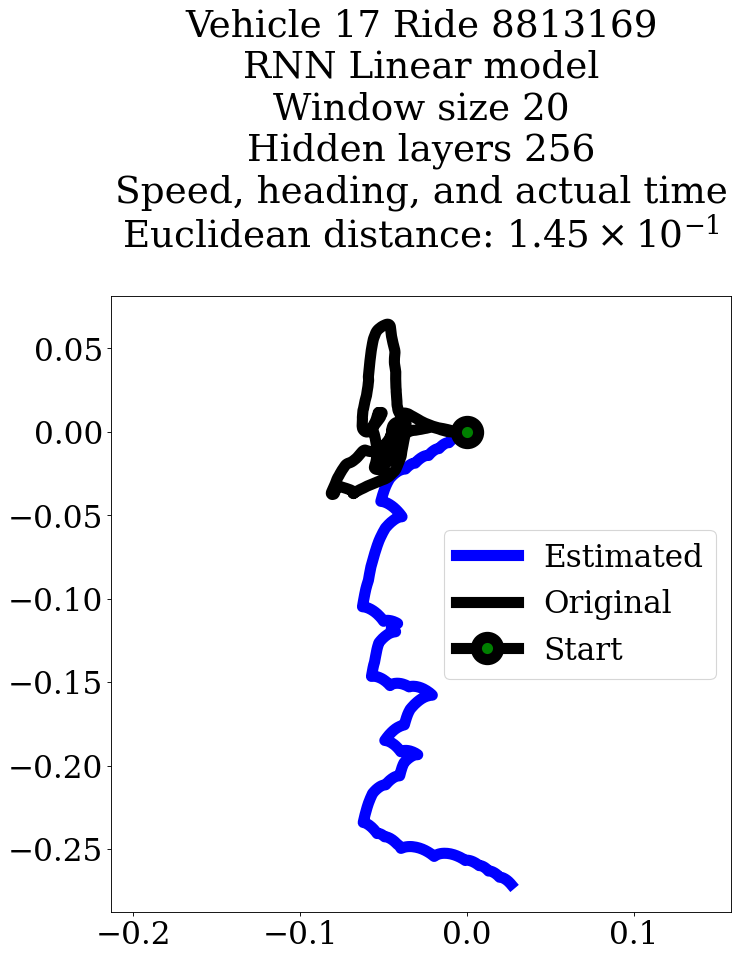 Vehicle 17 Ride 8813169
RNN Linear model
Window size 20
Hidden layers 256
Speed, heading, and actual time
Euclidean distance: 1.45 × 10⁻¹
0.05
0.00
−0.05
−0.10
−0.15
−0.20
−0.25
Estimated
Original
Start
−0.2
−0.1
0.0
0.1